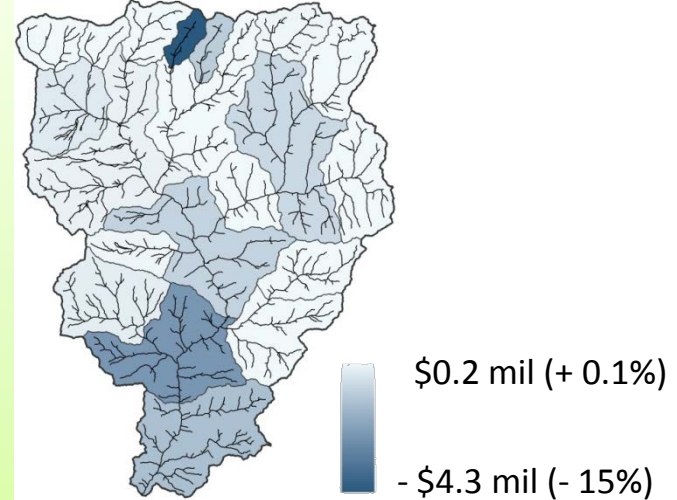 $0.2 mil (+ 0.1%)
- $4.3 mil (- 15%)